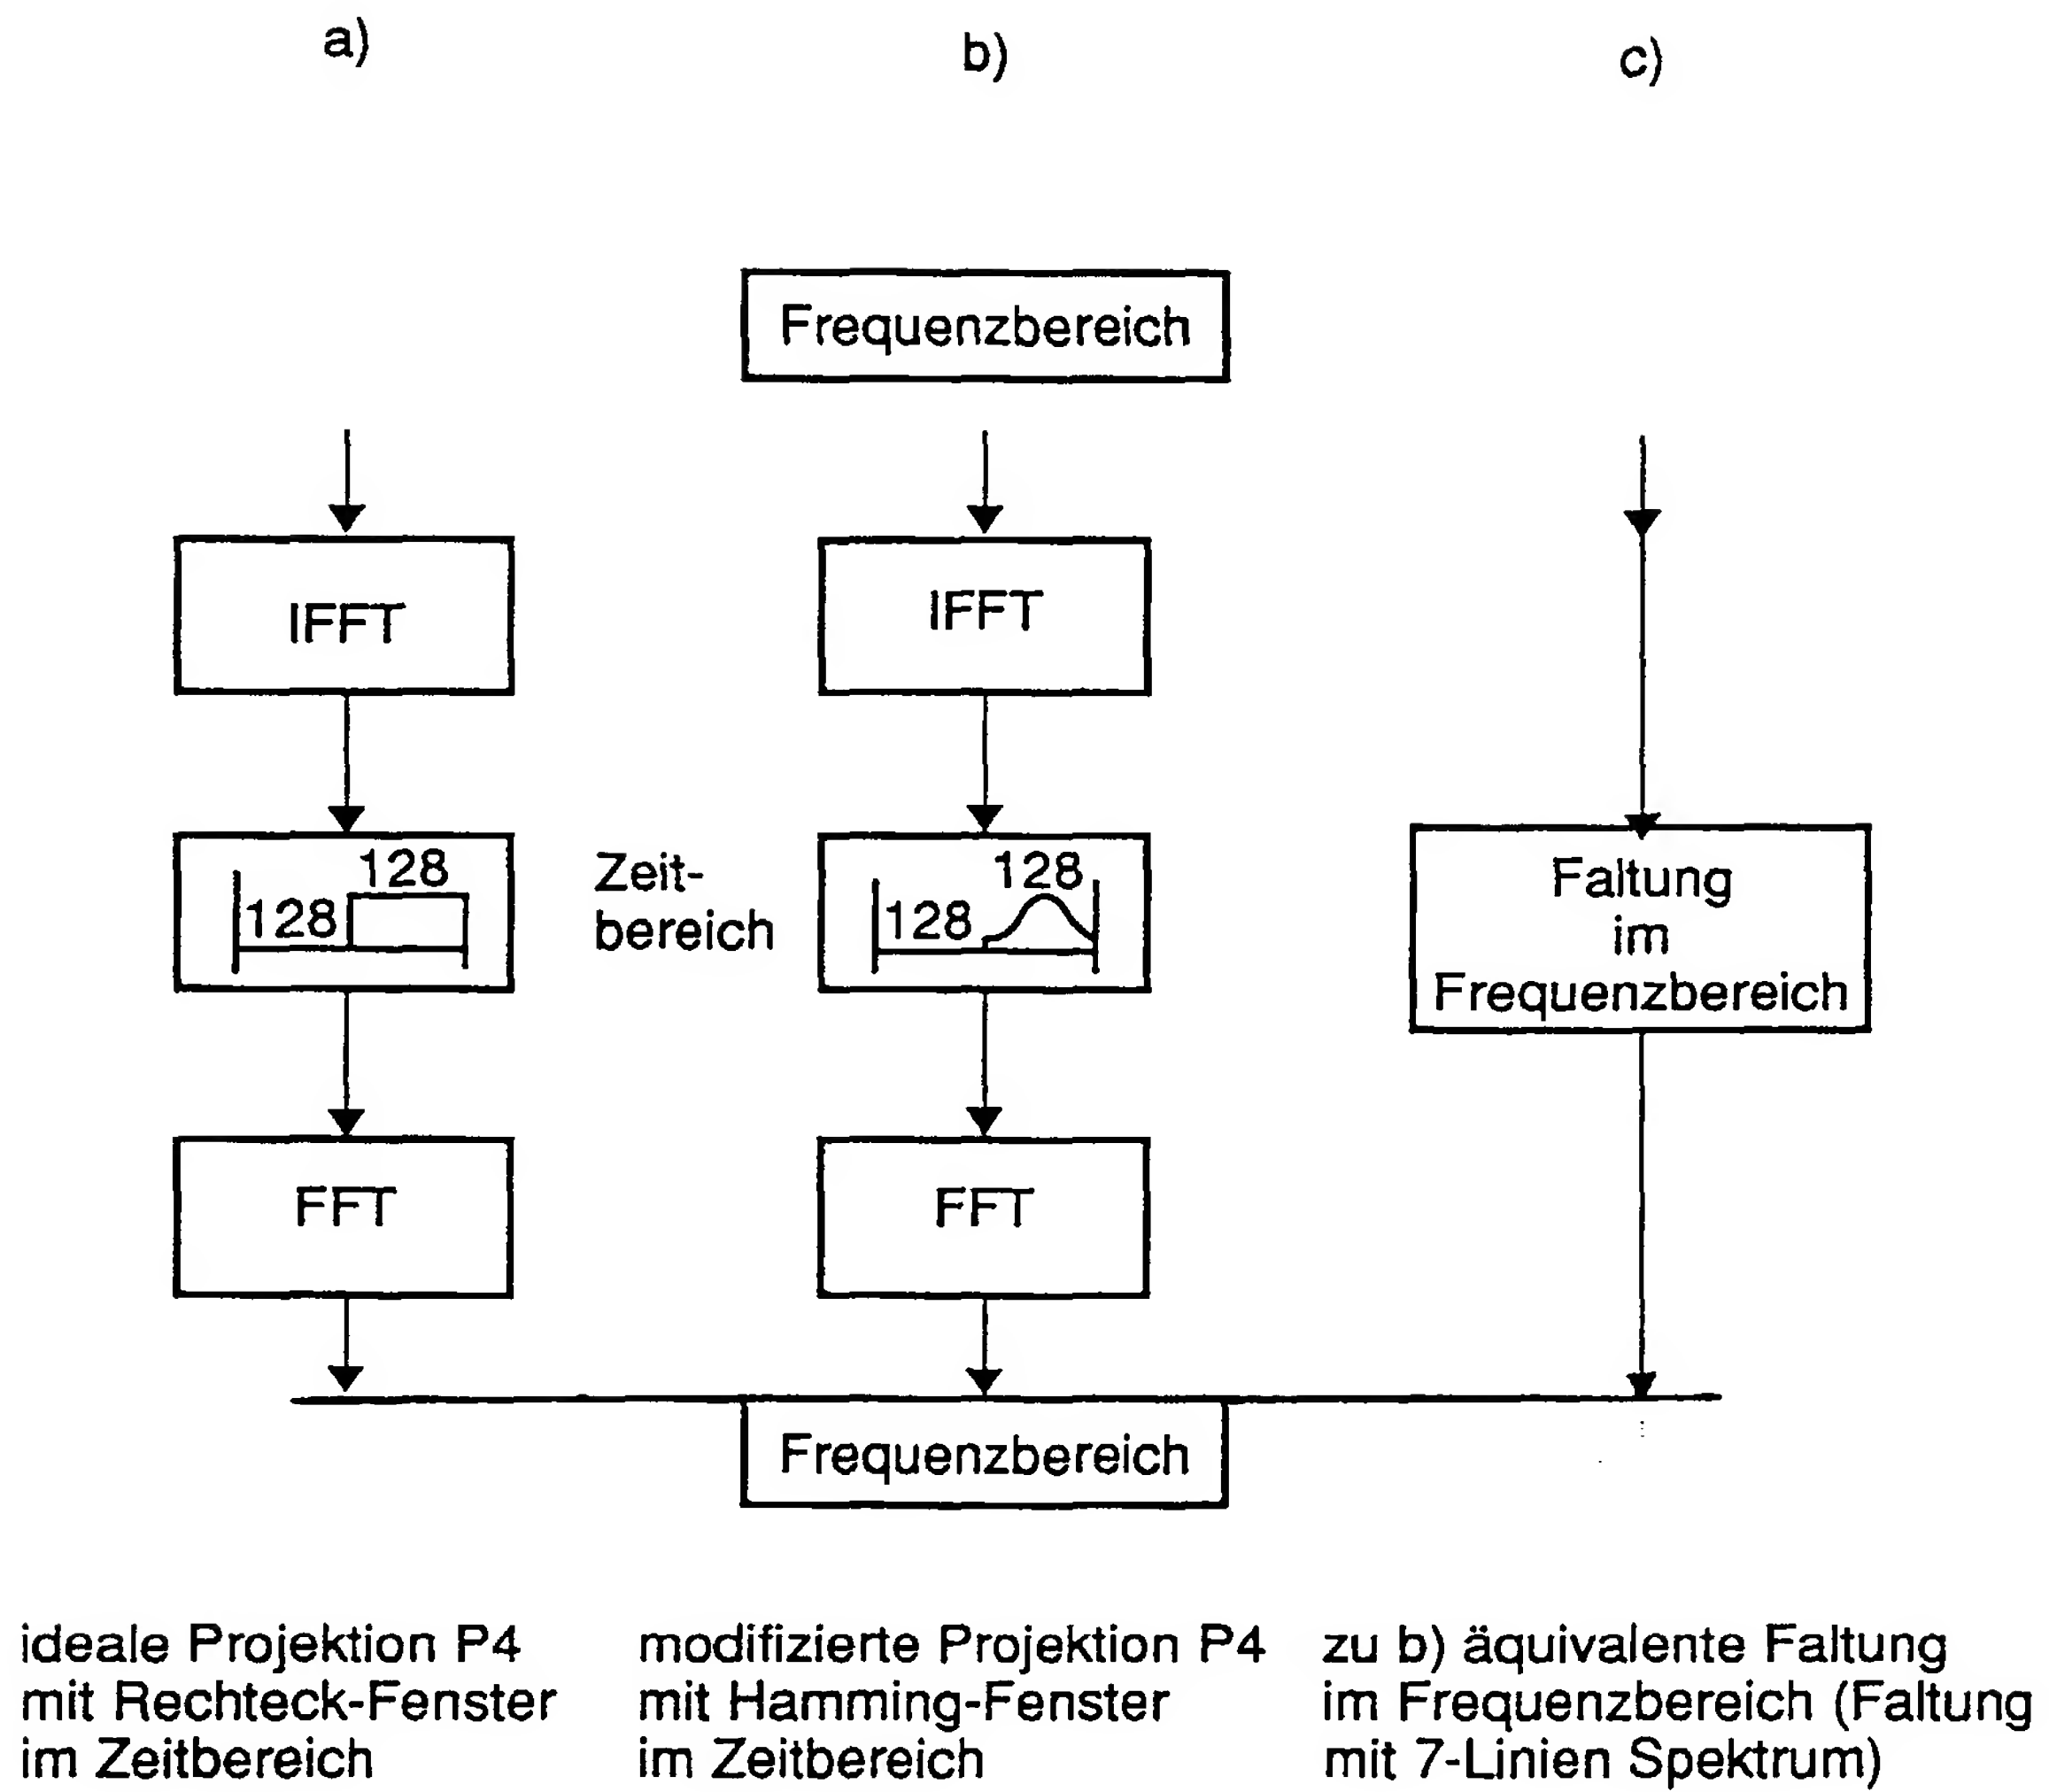 a)
b)
c)
Frequenzbereich
IFFT
IFFT
128
128
Zeit-
bereich
128
128
Faltung
im
Frequenzbereich
FFT
FFT
Frequenzbereich
ideale Projektion P4
mit Rechteck-Fenster
im Zeitbereich
modifizierte Projektion P4
mit Hamming-Fenster
im Zeitbereich
zu b) äquivalente Faltung
im Frequenzbereich (Faltung
mit 7-Linien Spektrum)